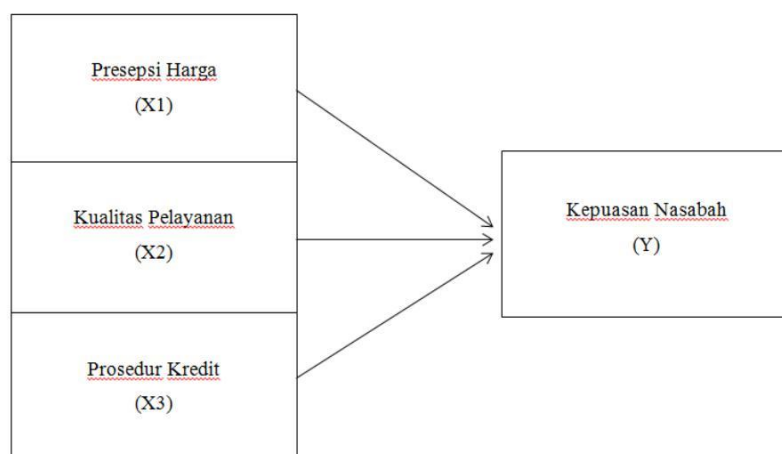 Presepsi Harga
(X1)
Kualitas Pelayanan
(X2)
Kepuasan Nasabah
(Y)
Prosedur Kredit
(X3)